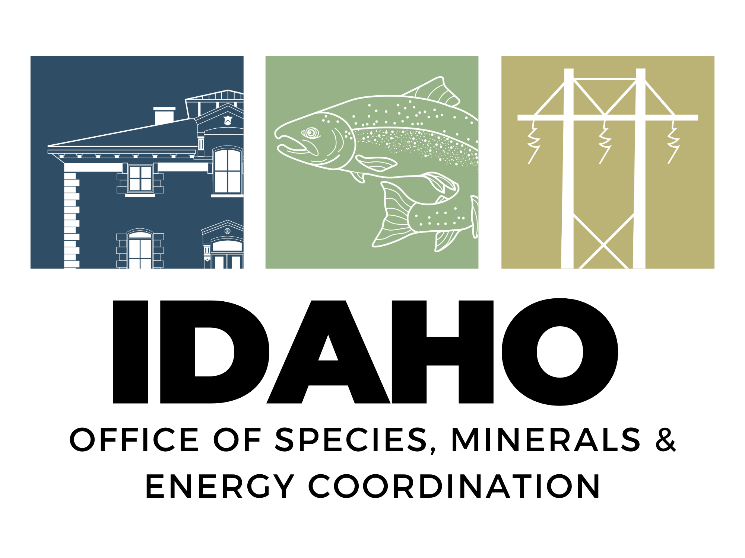 IDAHO
OFFICE OF SPECIES, MINERALS &
ENERGY COORDINATION